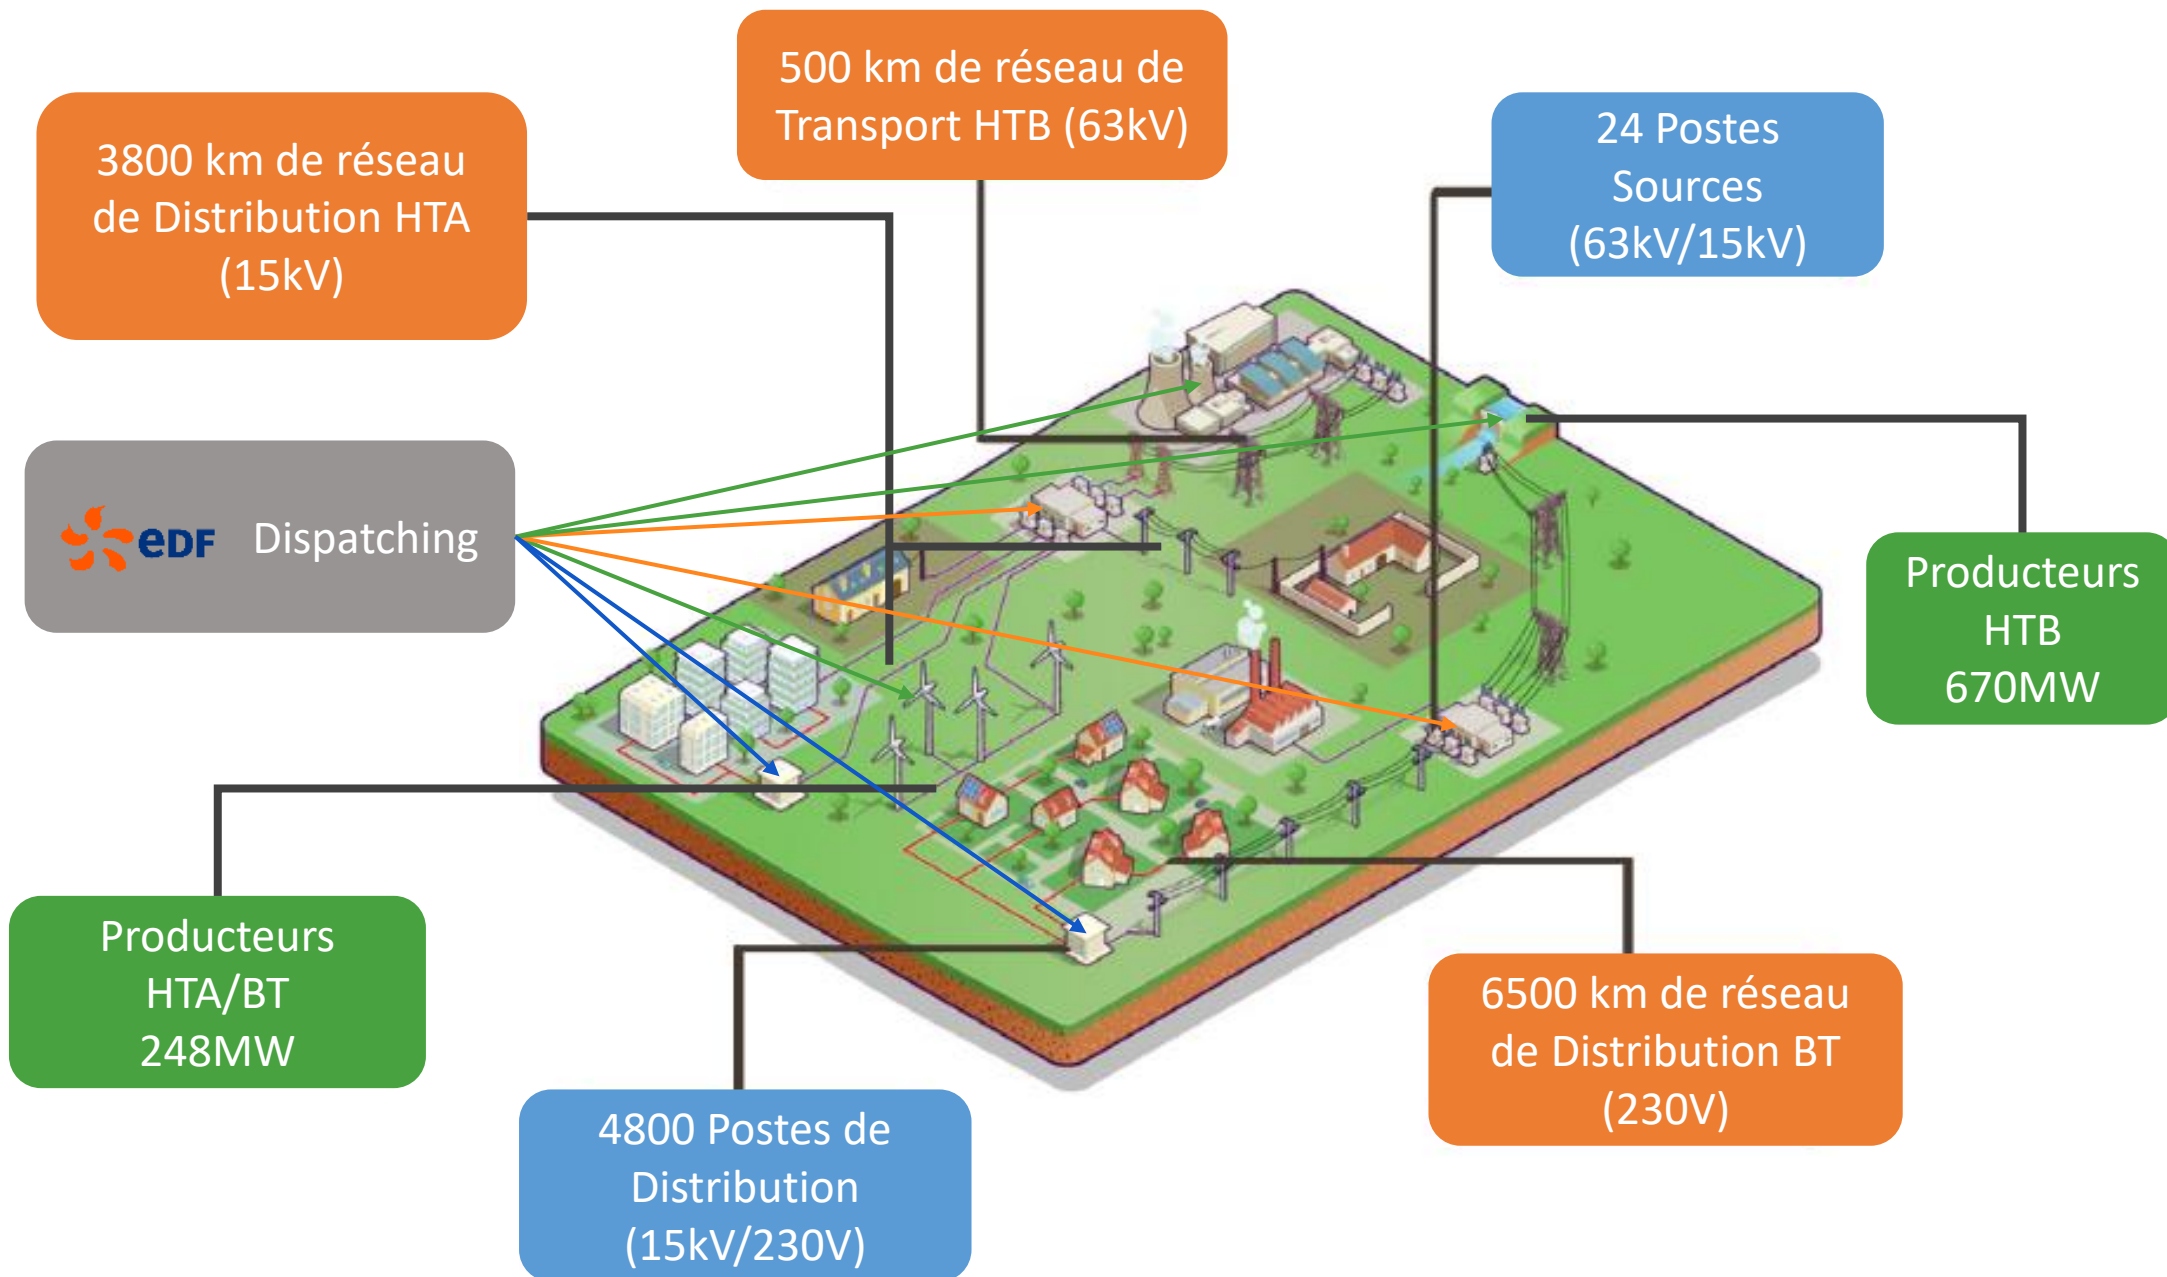 500 km de réseau de
Transport HTB (63kV)
3800 km de réseau
de Distribution HTA
(15kV)
24 Postes
Sources
(63kV/15kV)
eDF Dispatching
Producteurs
HTB
670MW
Producteurs
HTA/BT
248MW
6500 km de réseau
de Distribution BT
(230V)
4800 Postes de
Distribution
(15kV/230V)